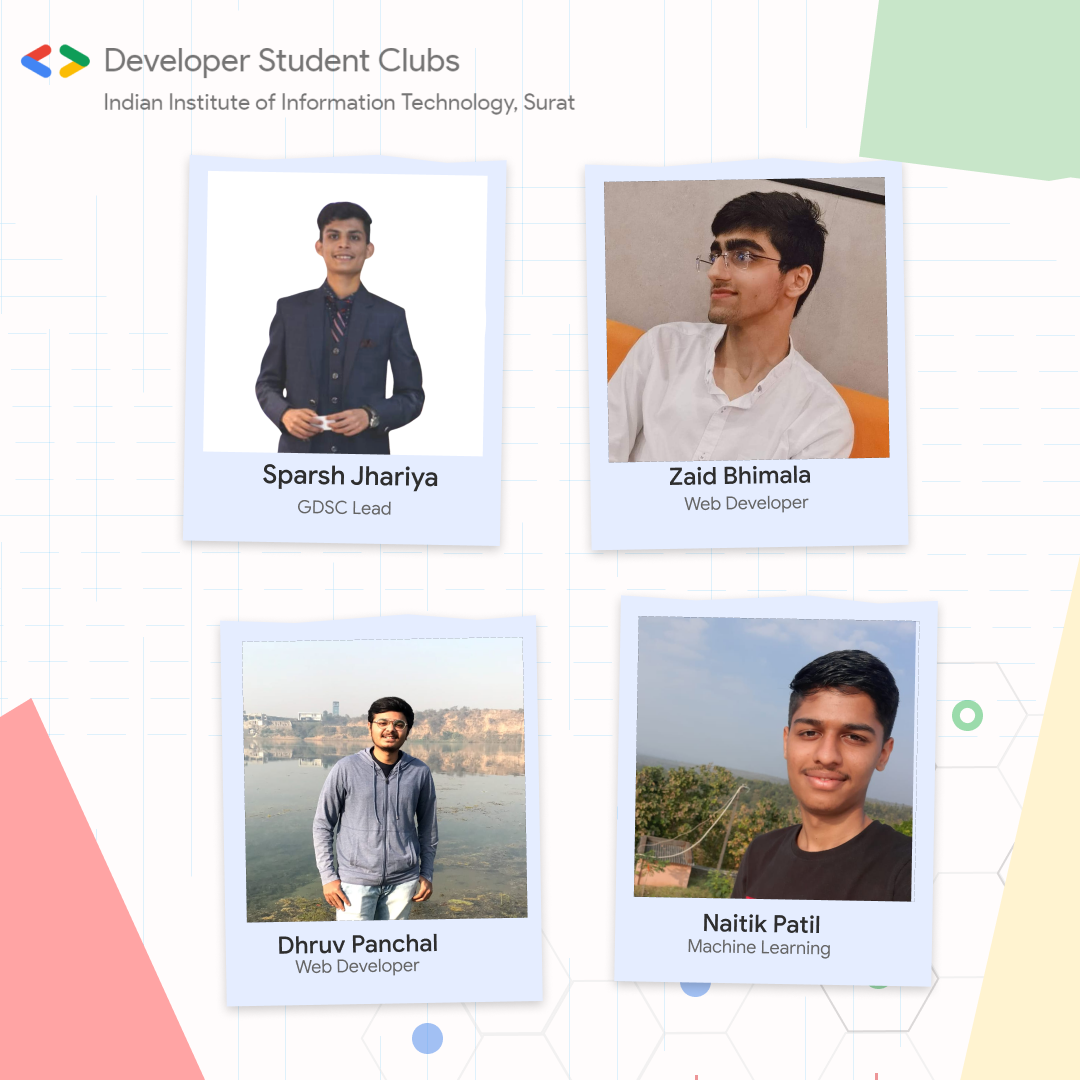 Developer Student Clubs
Indian Institute of Information Technology, Surat
Sparsh Jhariya
GDSC Lead
Zaid Bhimala
Web Developer
Dhruv Panchal
Web Developer
Naitik Patil
Machine Learning